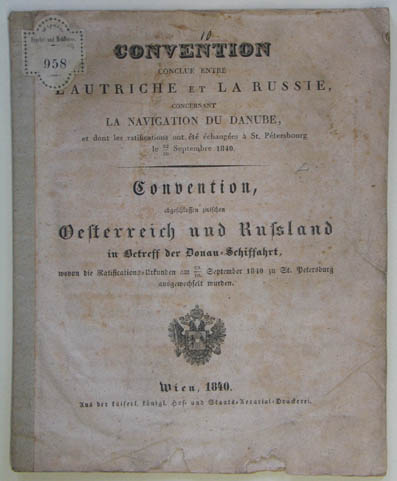 10
958
CONVENTION
CONCLUE ENTRE
L'AUTRICHE ET LA RUSSIE,
CONCERNANT
LA NAVIGATION DU DANUBE,
et dont les ratifications ont été échangées à St. Pétersbourg
le Septembre 1840.
Convention,
abgeschlossen zwischen
Oesterreich und Russland
in Betreff der Donau-Schiffahrt,
wovon die Ratifications-Urkunden am September 1840 zu St. Petersburg
ausgewechselt wurden.
Wien, 1840.
Aus der kaiserl. königl. Hof- und Staats-Aerarial-Druckerei.